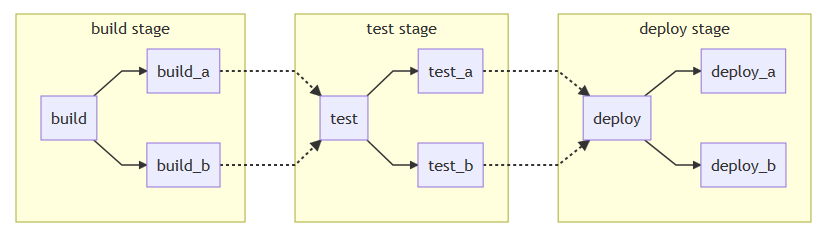 build stage
test stage
deploy stage
build_a
test_a
deploy_a
build
test
deploy
build_b
test_b
deploy_b